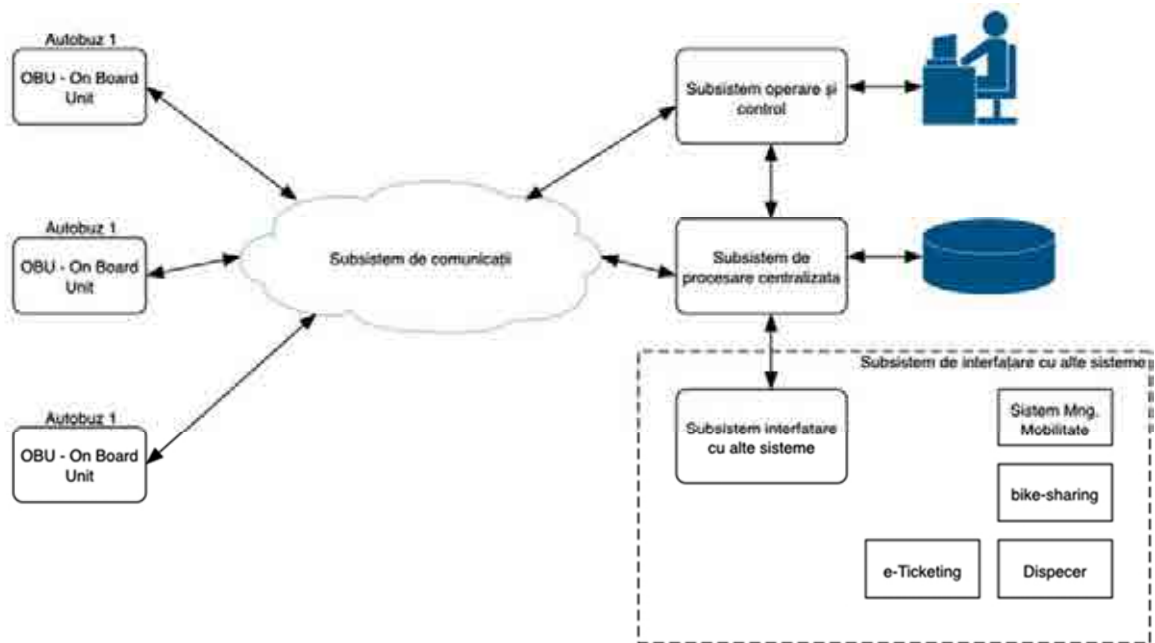 Autobuz 1
OBU - On Board
Unit
Autobuz 1
OBU - On Board
Unit
Autobuz 1
OBU - On Board
Unit
Subsistem de comunicații
Subsistem operare și
control
Subsistem de
procesare centralizata
Subsistem de interfațare cu alte sisteme
Subsistem interfatare
cu alte sisteme
Sistem Mng.
Mobilitate
bike-sharing
e-Ticketing
Dispecer